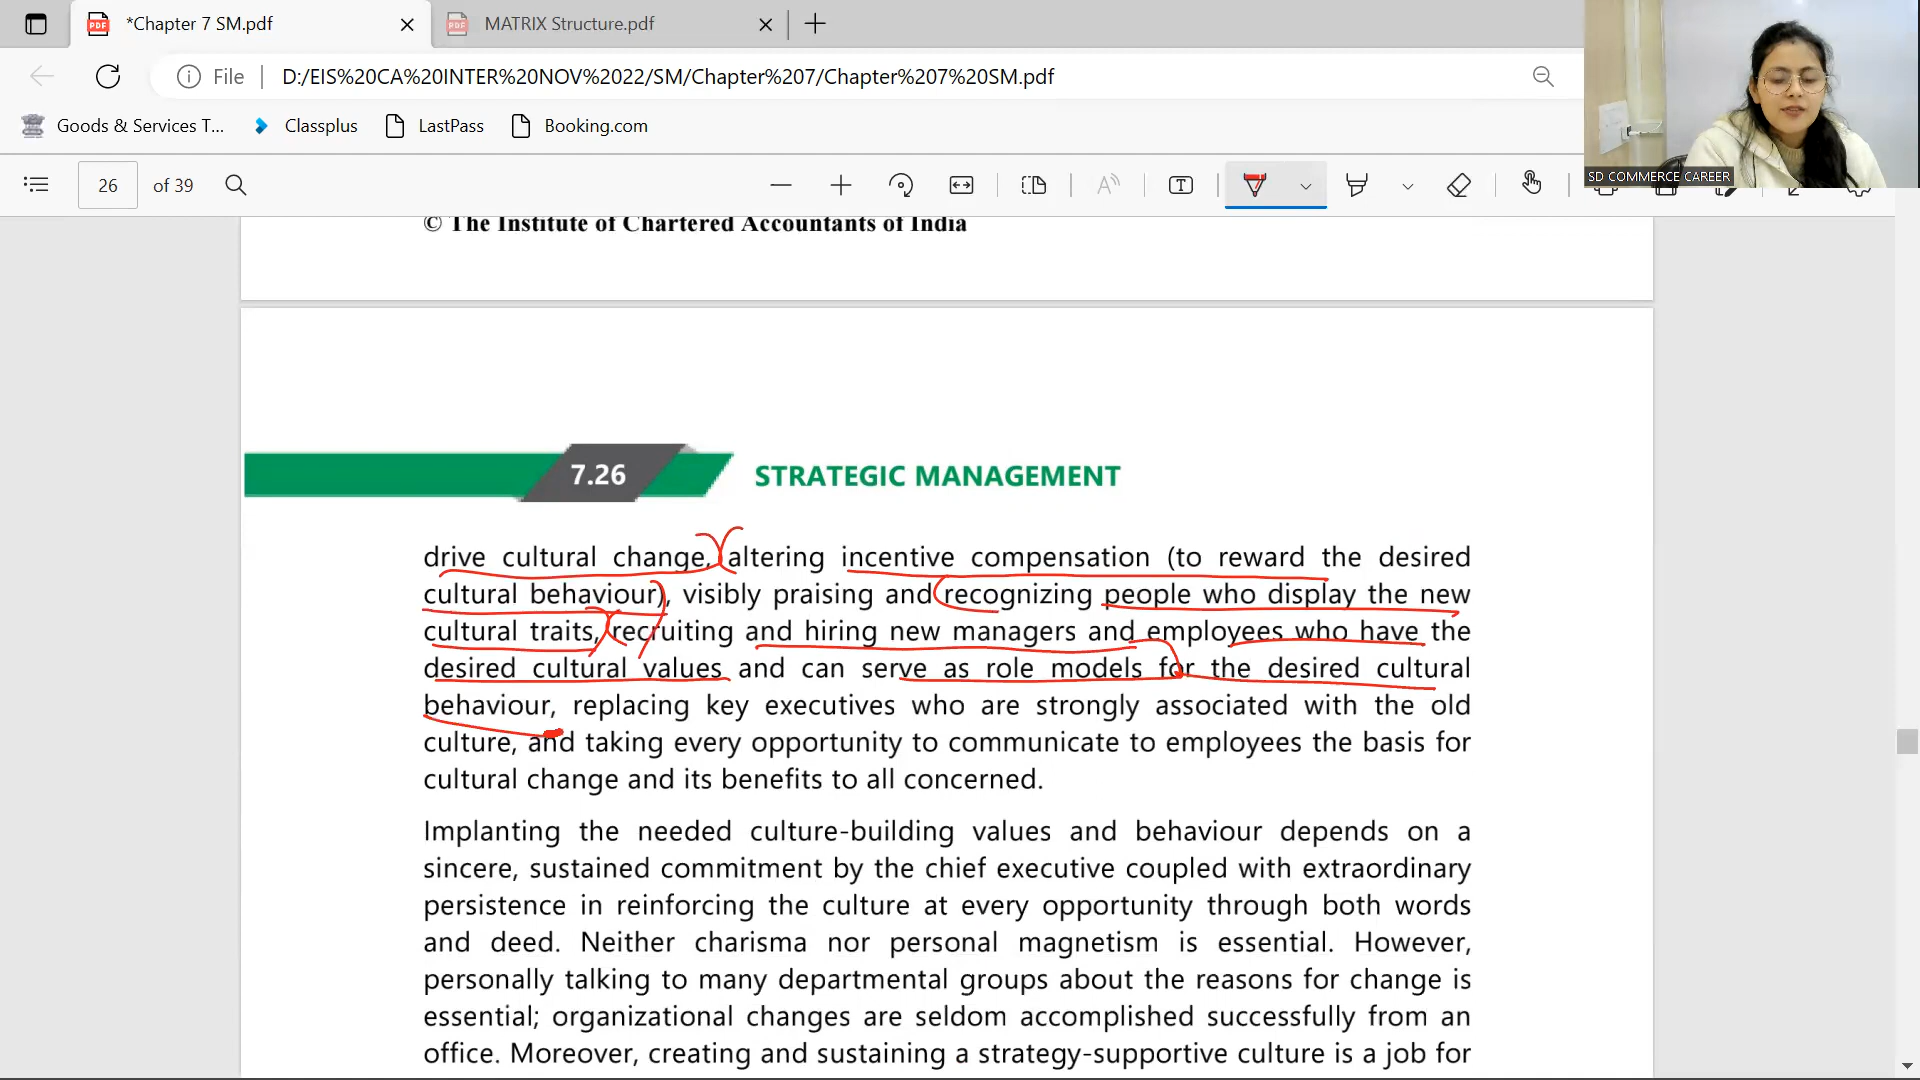 *Chapter 7 SM.pdf
MATRIX Structure.pdf
File
D:/EIS%20CA%20INTER%20NOV%2022/SM/Chapter%207/Chapter%207%20SM.pdf
Goods & Services T...
Classplus
LastPass
Booking.com
26
of 39
SD COMMERCE CAREER
© The Institute of Chartered Accountants of India
7.26
STRATEGIC MANAGEMENT
drive cultural change, altering incentive compensation (to reward the desired
cultural behaviour), visibly praising and recognizing people who display the new
cultural traits, recruiting and hiring new managers and employees who have the
desired cultural values and can serve as role models for the desired cultural
behaviour, replacing key executives who are strongly associated with the old
culture, and taking every opportunity to communicate to employees the basis for
cultural change and its benefits to all concerned.
Implanting the needed culture-building values and behaviour depends on a
sincere, sustained commitment by the chief executive coupled with extraordinary
persistence in reinforcing the culture at every opportunity through both words
and deed. Neither charisma nor personal magnetism is essential. However,
personally talking to many departmental groups about the reasons for change is
essential; organizational changes are seldom accomplished successfully from an
office. Moreover, creating and sustaining a strategy-supportive culture is a job for